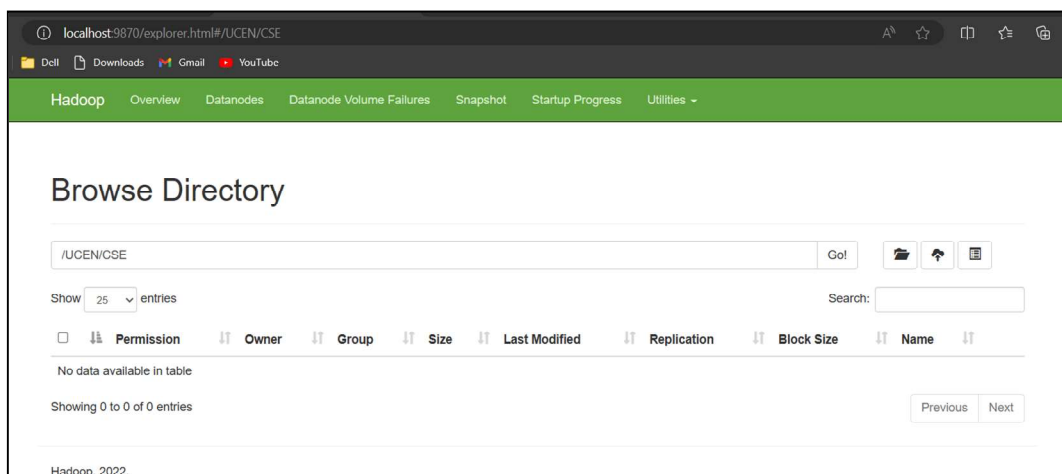 localhost:9870/explorer.html#/UCEN/CSE
Dell Downloads Gmail YouTube
Hadoop Overview Datanodes Datanode Volume Failures Snapshot Startup Progress Utilities
Browse Directory
/UCEN/CSE Go!
Show 25 entries Search:
Permission Owner Group Size Last Modified Replication Block Size Name
No data available in table
Showing 0 to 0 of 0 entries Previous Next
Hadoop, 2022.